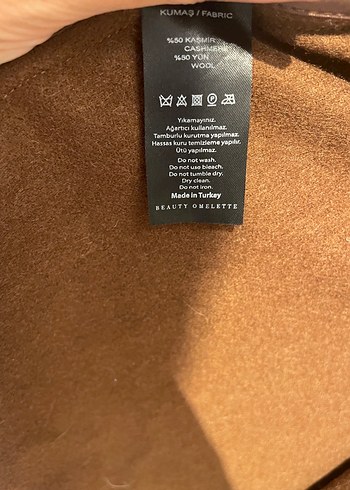 KUMAŞ / FABRIC
%50 KAŞMİR
CASHMERE
%50 YÜN
WOOL
Yıkamayınız.
Ağartıcı kullanılmaz.
Tamburlu kurutma yapılmaz.
Hassas kuru temizleme yapılır.
Ütü yapılmaz.
Do not wash.
Do not use bleach.
Do not tumble dry.
Dry clean.
Do not iron.
Made in Turkey
BEAUTY OMELETTE